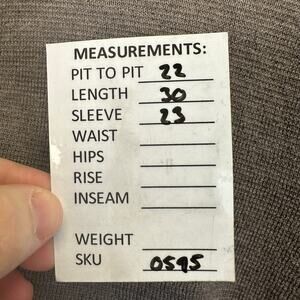 MEASUREMENTS:
PIT TO PIT 22
LENGTH 30
SLEEVE 23
WAIST
HIPS
RISE
INSEAM
WEIGHT
SKU 0595